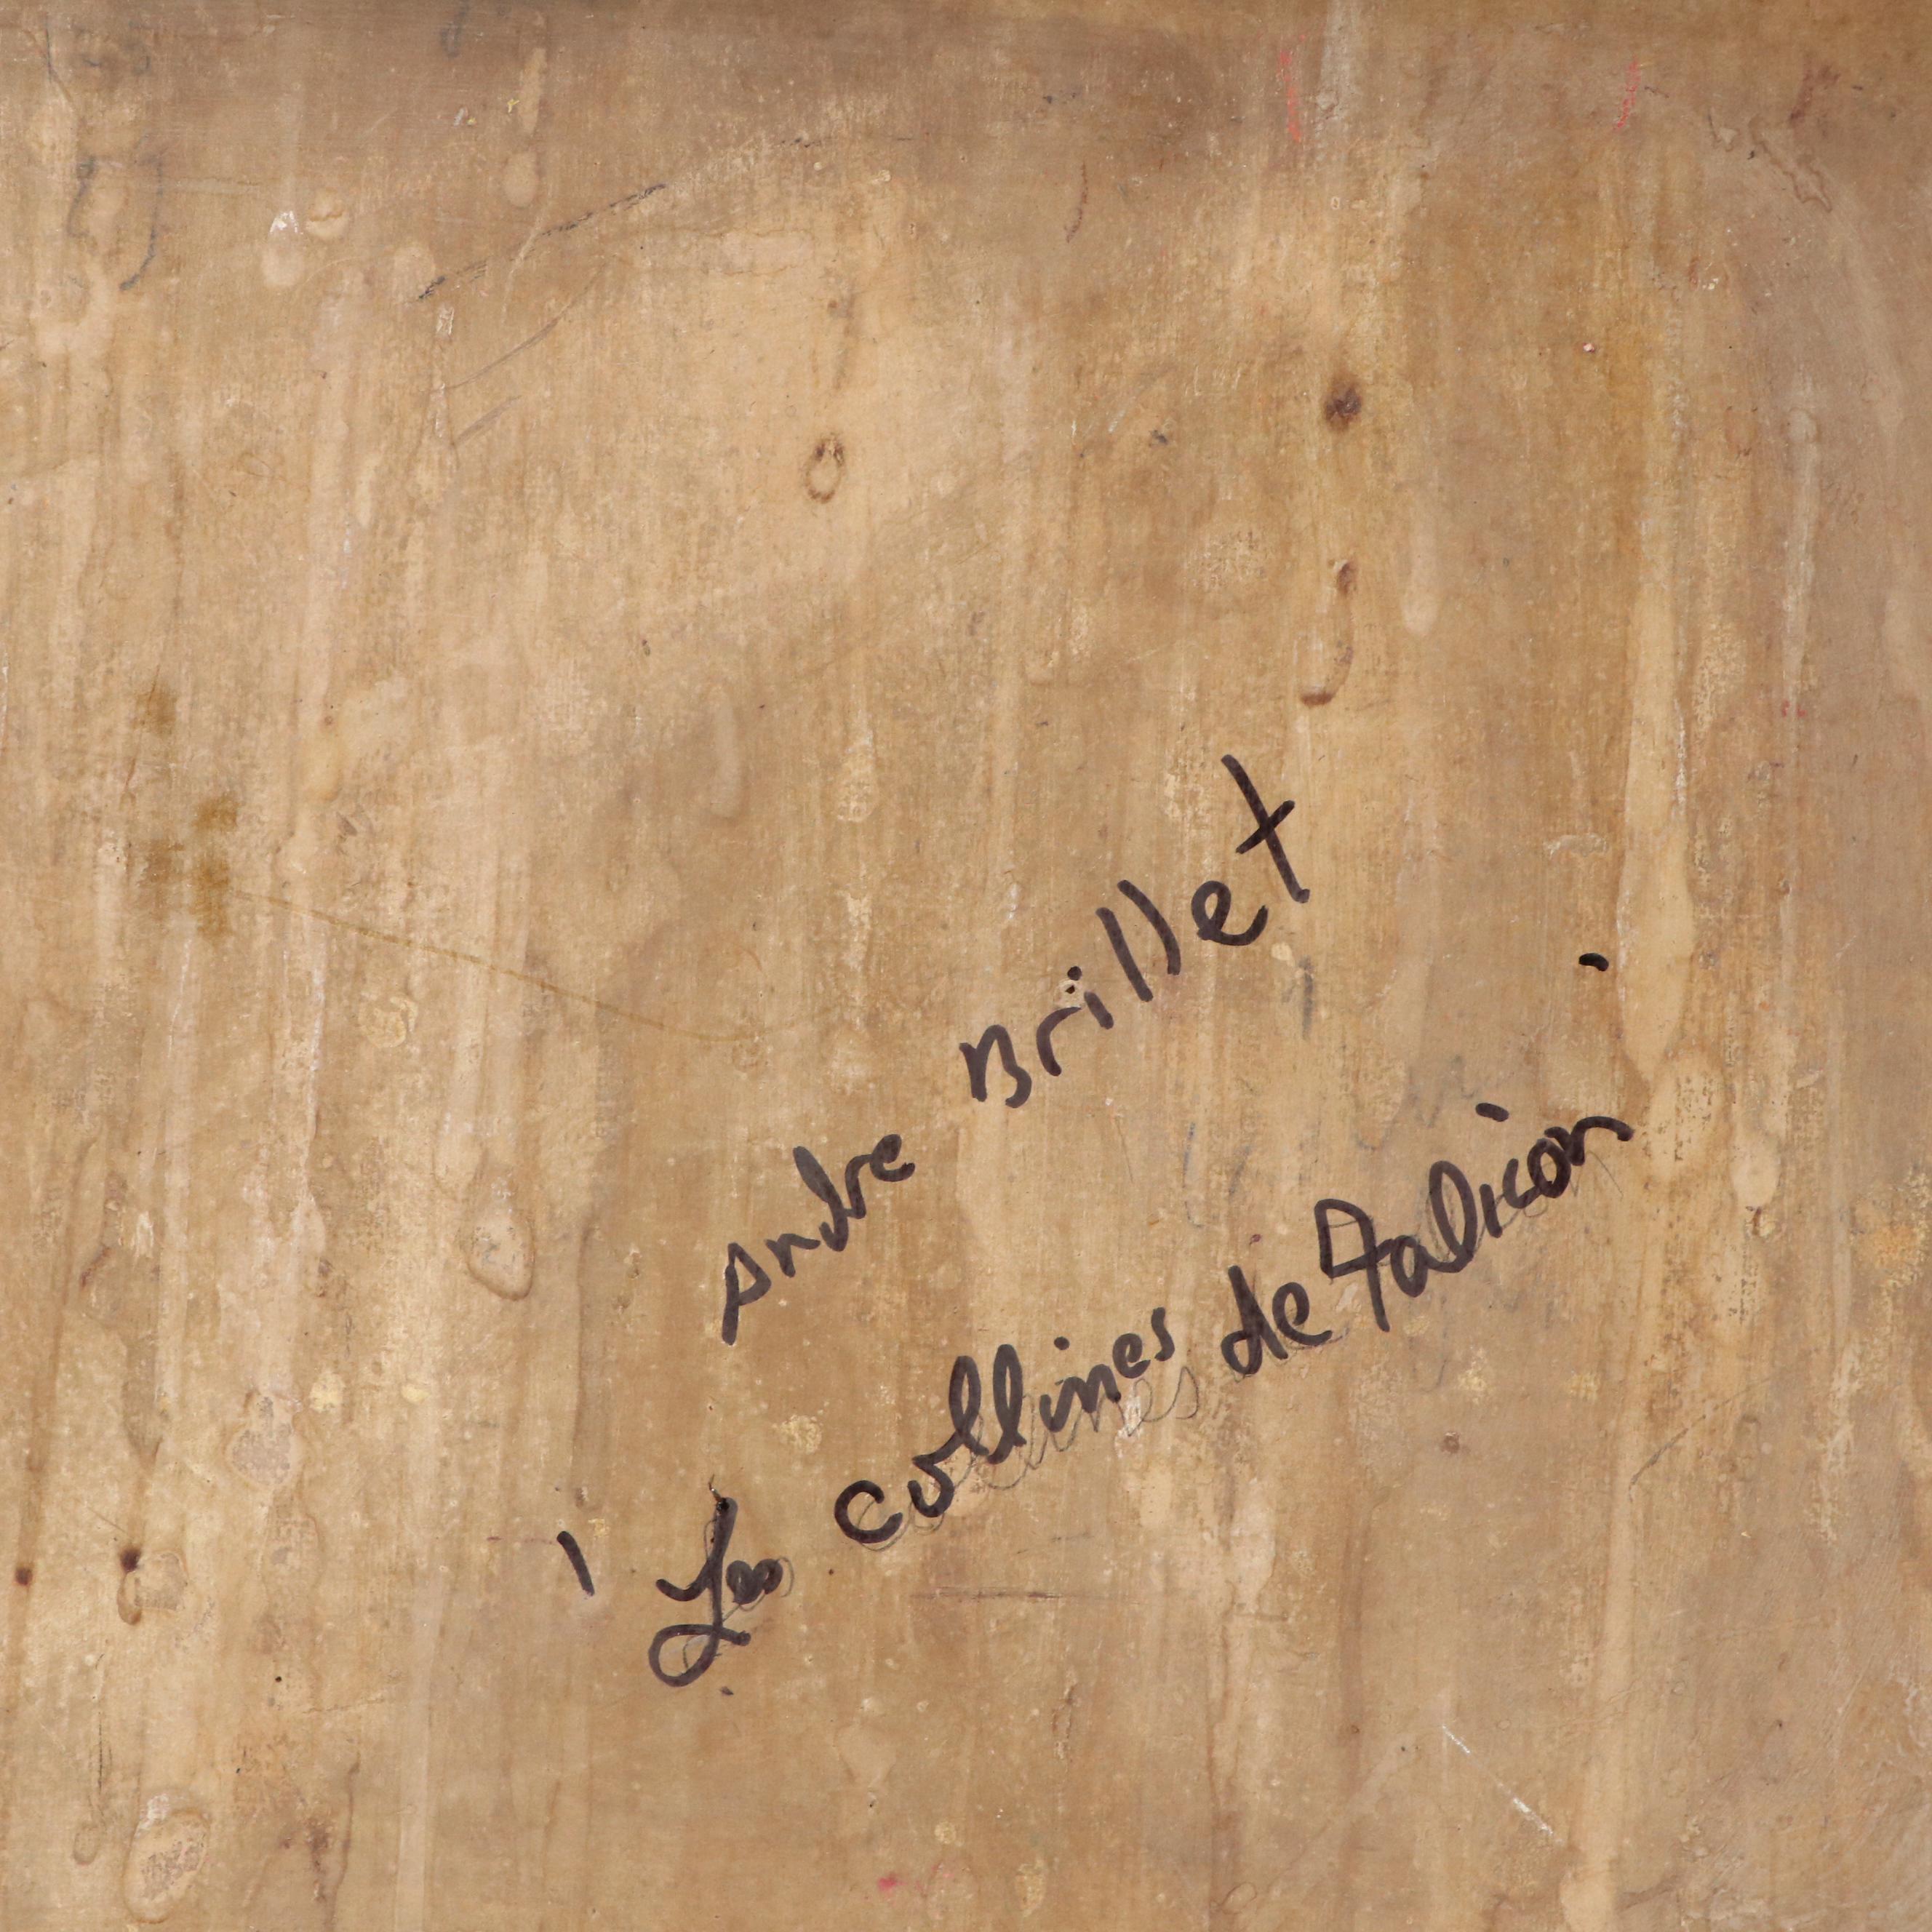 Andre Brillet
' Les collines de Falicon '